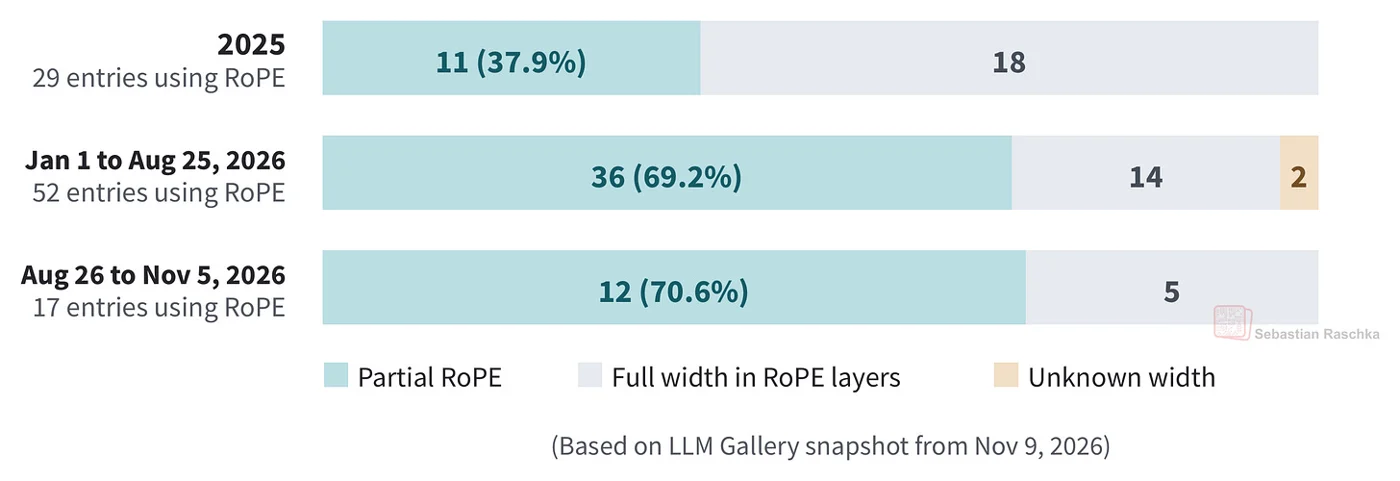 2025
29 entries using RoPE
11 (37.9%)
18
Jan 1 to Aug 25, 2026
52 entries using RoPE
36 (69.2%)
14
2
Aug 26 to Nov 5, 2026
17 entries using RoPE
12 (70.6%)
5
Sebastian Raschka
Partial RoPE
Full width in RoPE layers
Unknown width
(Based on LLM Gallery snapshot from Nov 9, 2026)